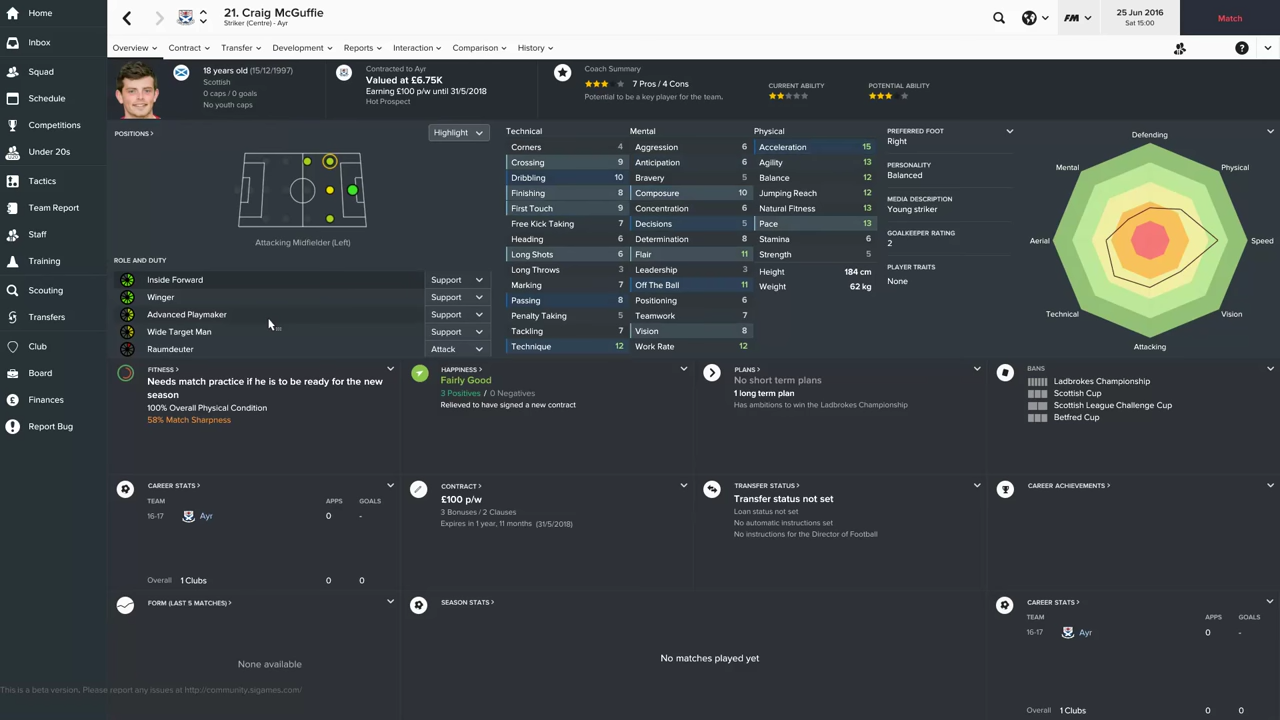 Home
Inbox
Squad
Schedule
Competitions
Under 20s
Tactics
Team Report
Staff
Training
Scouting
Transfers
Club
Board
Finances
Report Bug
21. Craig McGuffie
Striker (Centre) - Ayr
FM
25 Jun 2016
Sat 15:00
Match
Overview
Contract
Transfer
Development
Reports
Interaction
Comparison
History
?
18 years old (15/12/1997)
Scottish
0 caps / 0 goals
No youth caps
Contracted to Ayr
Valued at £6.75K
Earning £100 p/w until 31/5/2018
Hot Prospect
Coach Summary
7 Pros / 4 Cons
Potential to be a key player for the team.
CURRENT ABILITY
POTENTIAL ABILITY
POSITIONS >
Highlight
Attacking Midfielder (Left)
ROLE AND DUTY
Inside Forward Support
Winger Support
Advanced Playmaker Support
Wide Target Man Support
Raumdeuter Attack
Technical
Corners 4
Crossing 9
Dribbling 10
Finishing 8
First Touch 9
Free Kick Taking 7
Heading 6
Long Shots 6
Long Throws 3
Marking 7
Passing 8
Penalty Taking 5
Tackling 7
Technique 12
Mental
Aggression 6
Anticipation 6
Bravery 5
Composure 10
Concentration 6
Decisions 5
Determination 8
Flair 11
Leadership 3
Off The Ball 11
Positioning 6
Teamwork 7
Vision 8
Work Rate 12
Physical
Acceleration 15
Agility 13
Balance 12
Jumping Reach 12
Natural Fitness 13
Pace 13
Stamina 6
Strength 5
Height 184 cm
Weight 62 kg
PREFERRED FOOT
Right
PERSONALITY
Balanced
MEDIA DESCRIPTION
Young striker
GOALKEEPER RATING
2
PLAYER TRAITS
None
Defending
Mental
Physical
Aerial
Speed
Technical
Vision
Attacking
FITNESS >
Needs match practice if he is to be ready for the new
season
100% Overall Physical Condition
58% Match Sharpness
HAPPINESS >
Fairly Good
3 Positives / 0 Negatives
Relieved to have signed a new contract
PLANS >
No short term plans
1 long term plan
Has ambitions to win the Ladbrokes Championship
BANS
Ladbrokes Championship
Scottish Cup
Scottish League Challenge Cup
Betfred Cup
CAREER STATS >
TEAM APPS GOALS
16-17 Ayr 0 -
Overall 1 Clubs 0 0
CONTRACT >
£100 p/w
3 Bonuses / 2 Clauses
Expires in 1 year, 11 months (31/5/2018)
TRANSFER STATUS >
Transfer status not set
Loan status not set
No automatic instructions set
No instructions for the Director of Football
CAREER ACHIEVEMENTS >
FORM (LAST 5 MATCHES) >
None available
SEASON STATS >
No matches played yet
CAREER STATS >
TEAM APPS GOALS
16-17 Ayr 0 -
Overall 1 Clubs 0 0
This is a beta version. Please report any issues at http://community.sigames.com/